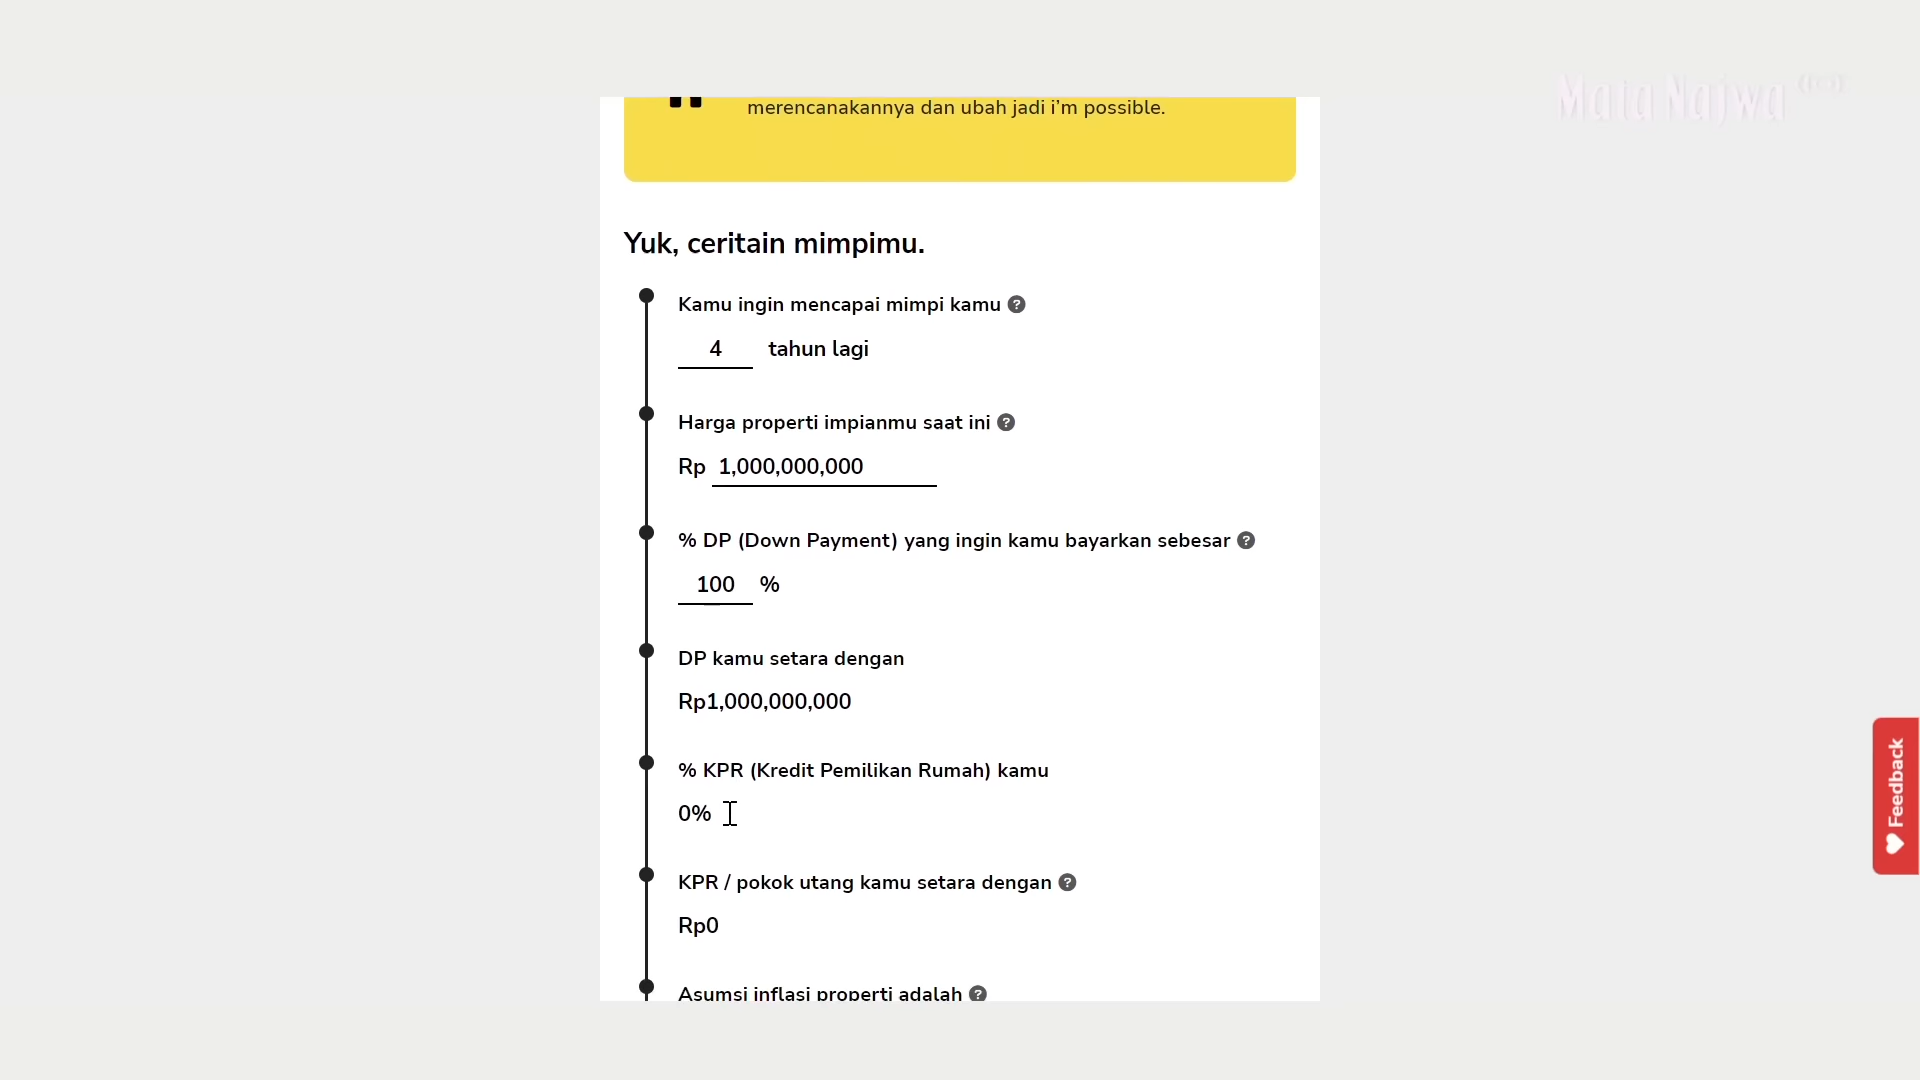 Mata Najwa
merencanakannya dan ubah jadi i'm possible.
Yuk, ceritain mimpimu.
Kamu ingin mencapai mimpi kamu ?
4 tahun lagi
Harga properti impianmu saat ini ?
Rp 1,000,000,000
% DP (Down Payment) yang ingin kamu bayarkan sebesar ?
100 %
DP kamu setara dengan
Rp1,000,000,000
% KPR (Kredit Pemilikan Rumah) kamu
0%
KPR / pokok utang kamu setara dengan ?
Rp0
Asumsi inflasi properti adalah ?
Feedback